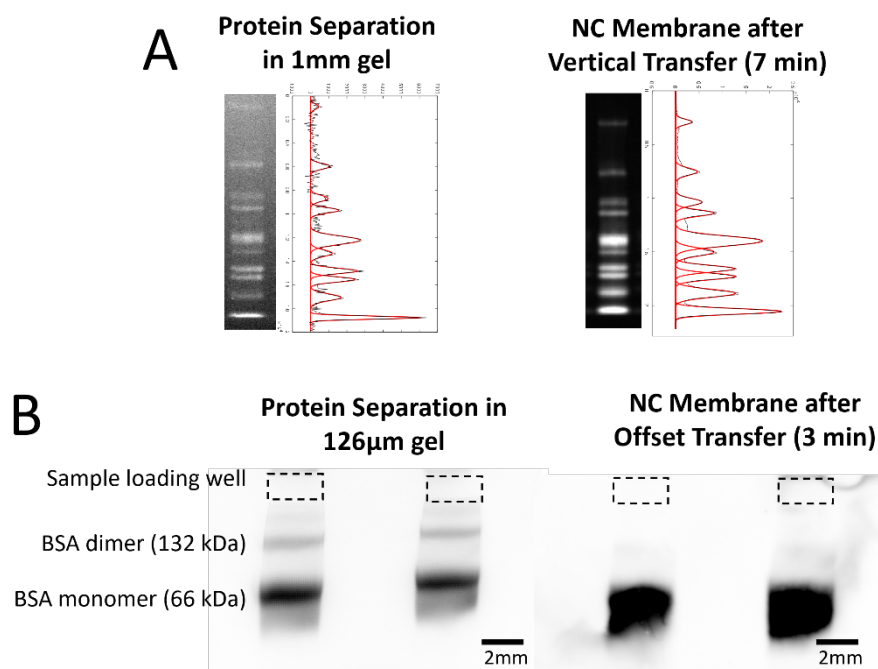 A
Protein Separation
in 1mm gel
NC Membrane after
Vertical Transfer (7 min)
B
Protein Separation in
126µm gel
NC Membrane after
Offset Transfer (3 min)
Sample loading well
BSA dimer (132 kDa)
BSA monomer (66 kDa)
2mm
2mm